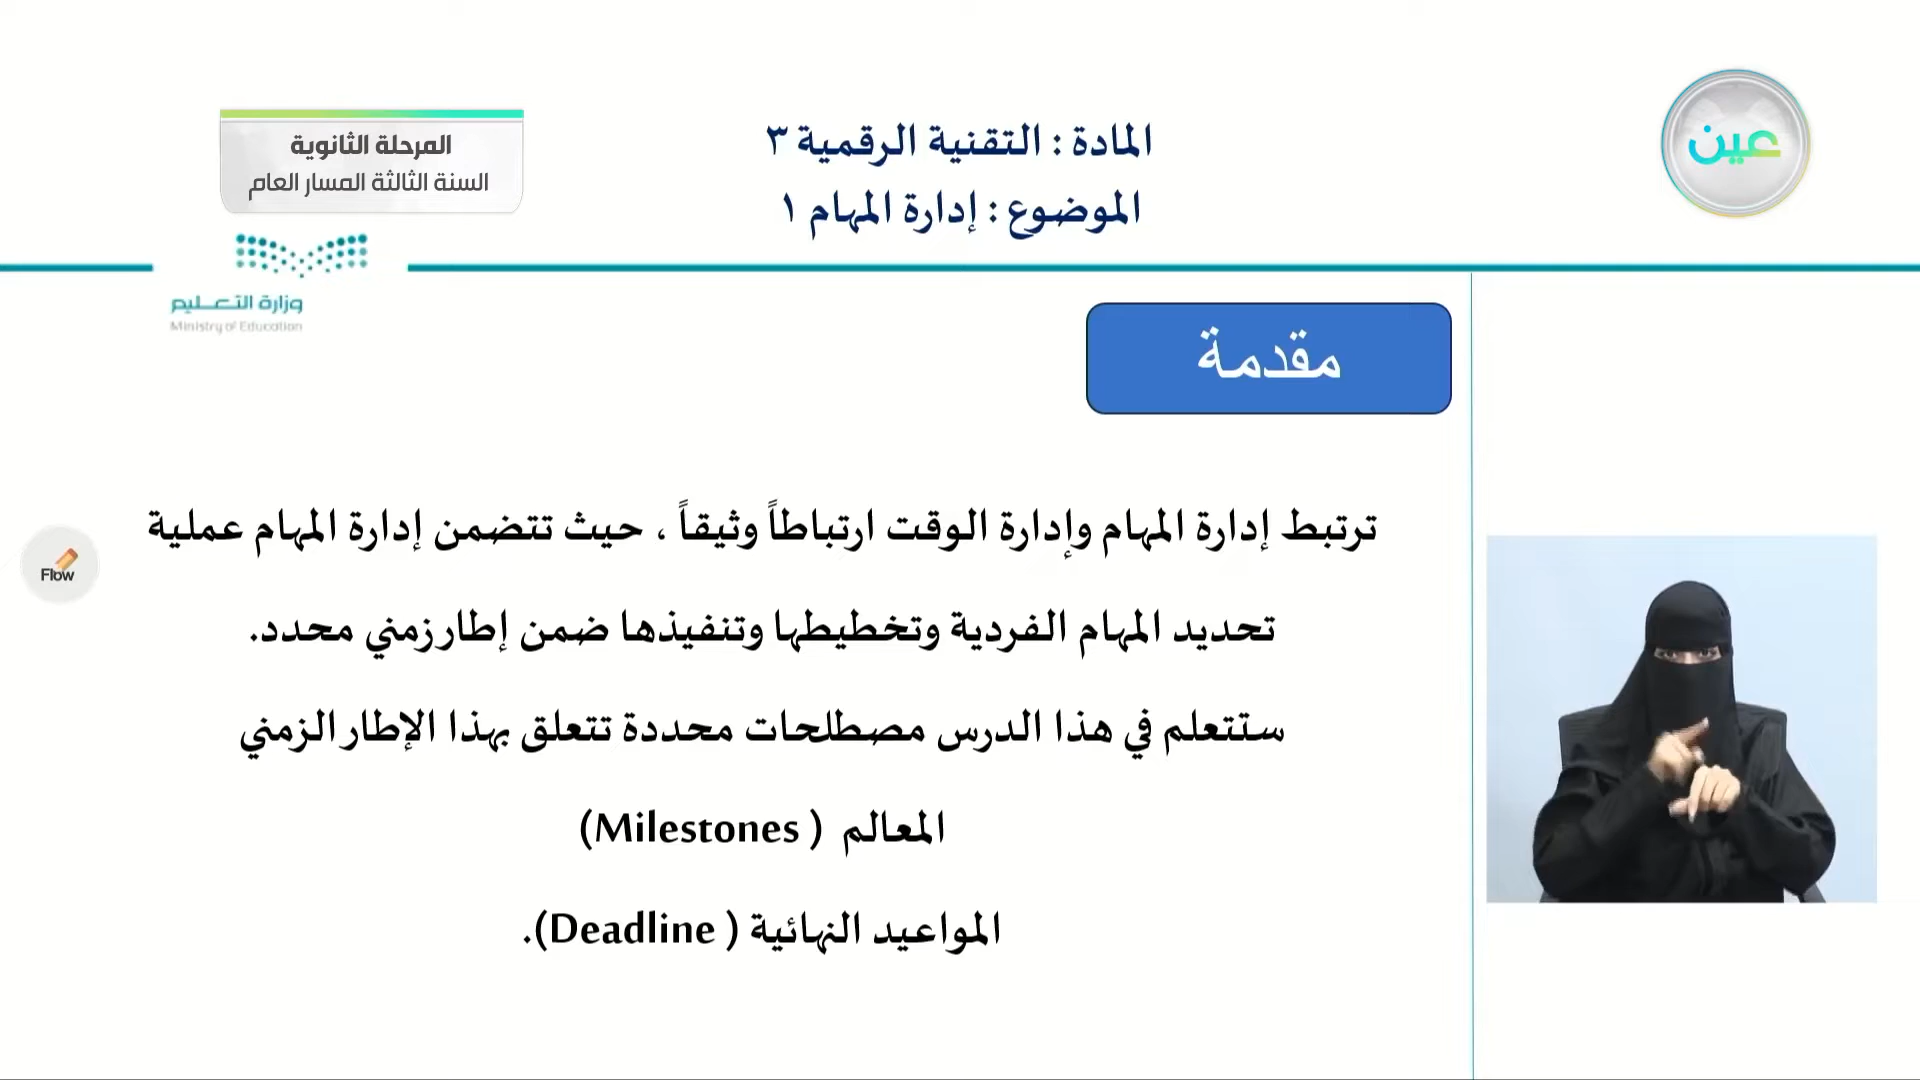 عين
المادة : التقنية الرقمية ٣
الموضوع : إدارة المهام ١
المرحلة الثانوية
السنة الثالثة المسار العام
وزارة التعليم
Ministry of Education
مقدمة
ترتبط إدارة المهام وإدارة الوقت ارتباطاً وثيقاً ، حيث تتضمن إدارة المهام عملية
تحديد المهام الفردية وتخطيطها وتنفيذها ضمن إطار زمني محدد.
ستتعلم في هذا الدرس مصطلحات محددة تتعلق بهذا الإطار الزمني
المعالم ( Milestones)
المواعيد النهائية ( Deadline).
Flow